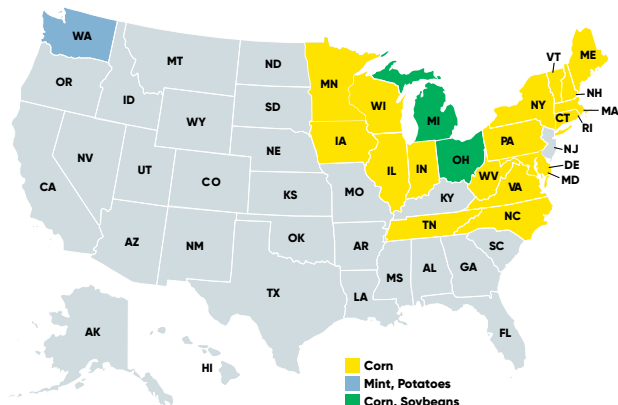 WA
MT
ND
OR
ID
SD
WY
MN
WI
MI
VT
ME
NH
NY
MA
CT
RI
NV
UT
CO
NE
IA
IL
IN
OH
PA
NJ
DE
MD
CA
KS
MO
KY
WV
VA
AZ
NM
OK
AR
TN
NC
SC
TX
LA
MS
AL
GA
FL
AK
HI
Corn
Mint, Potatoes
Corn, Soybeans